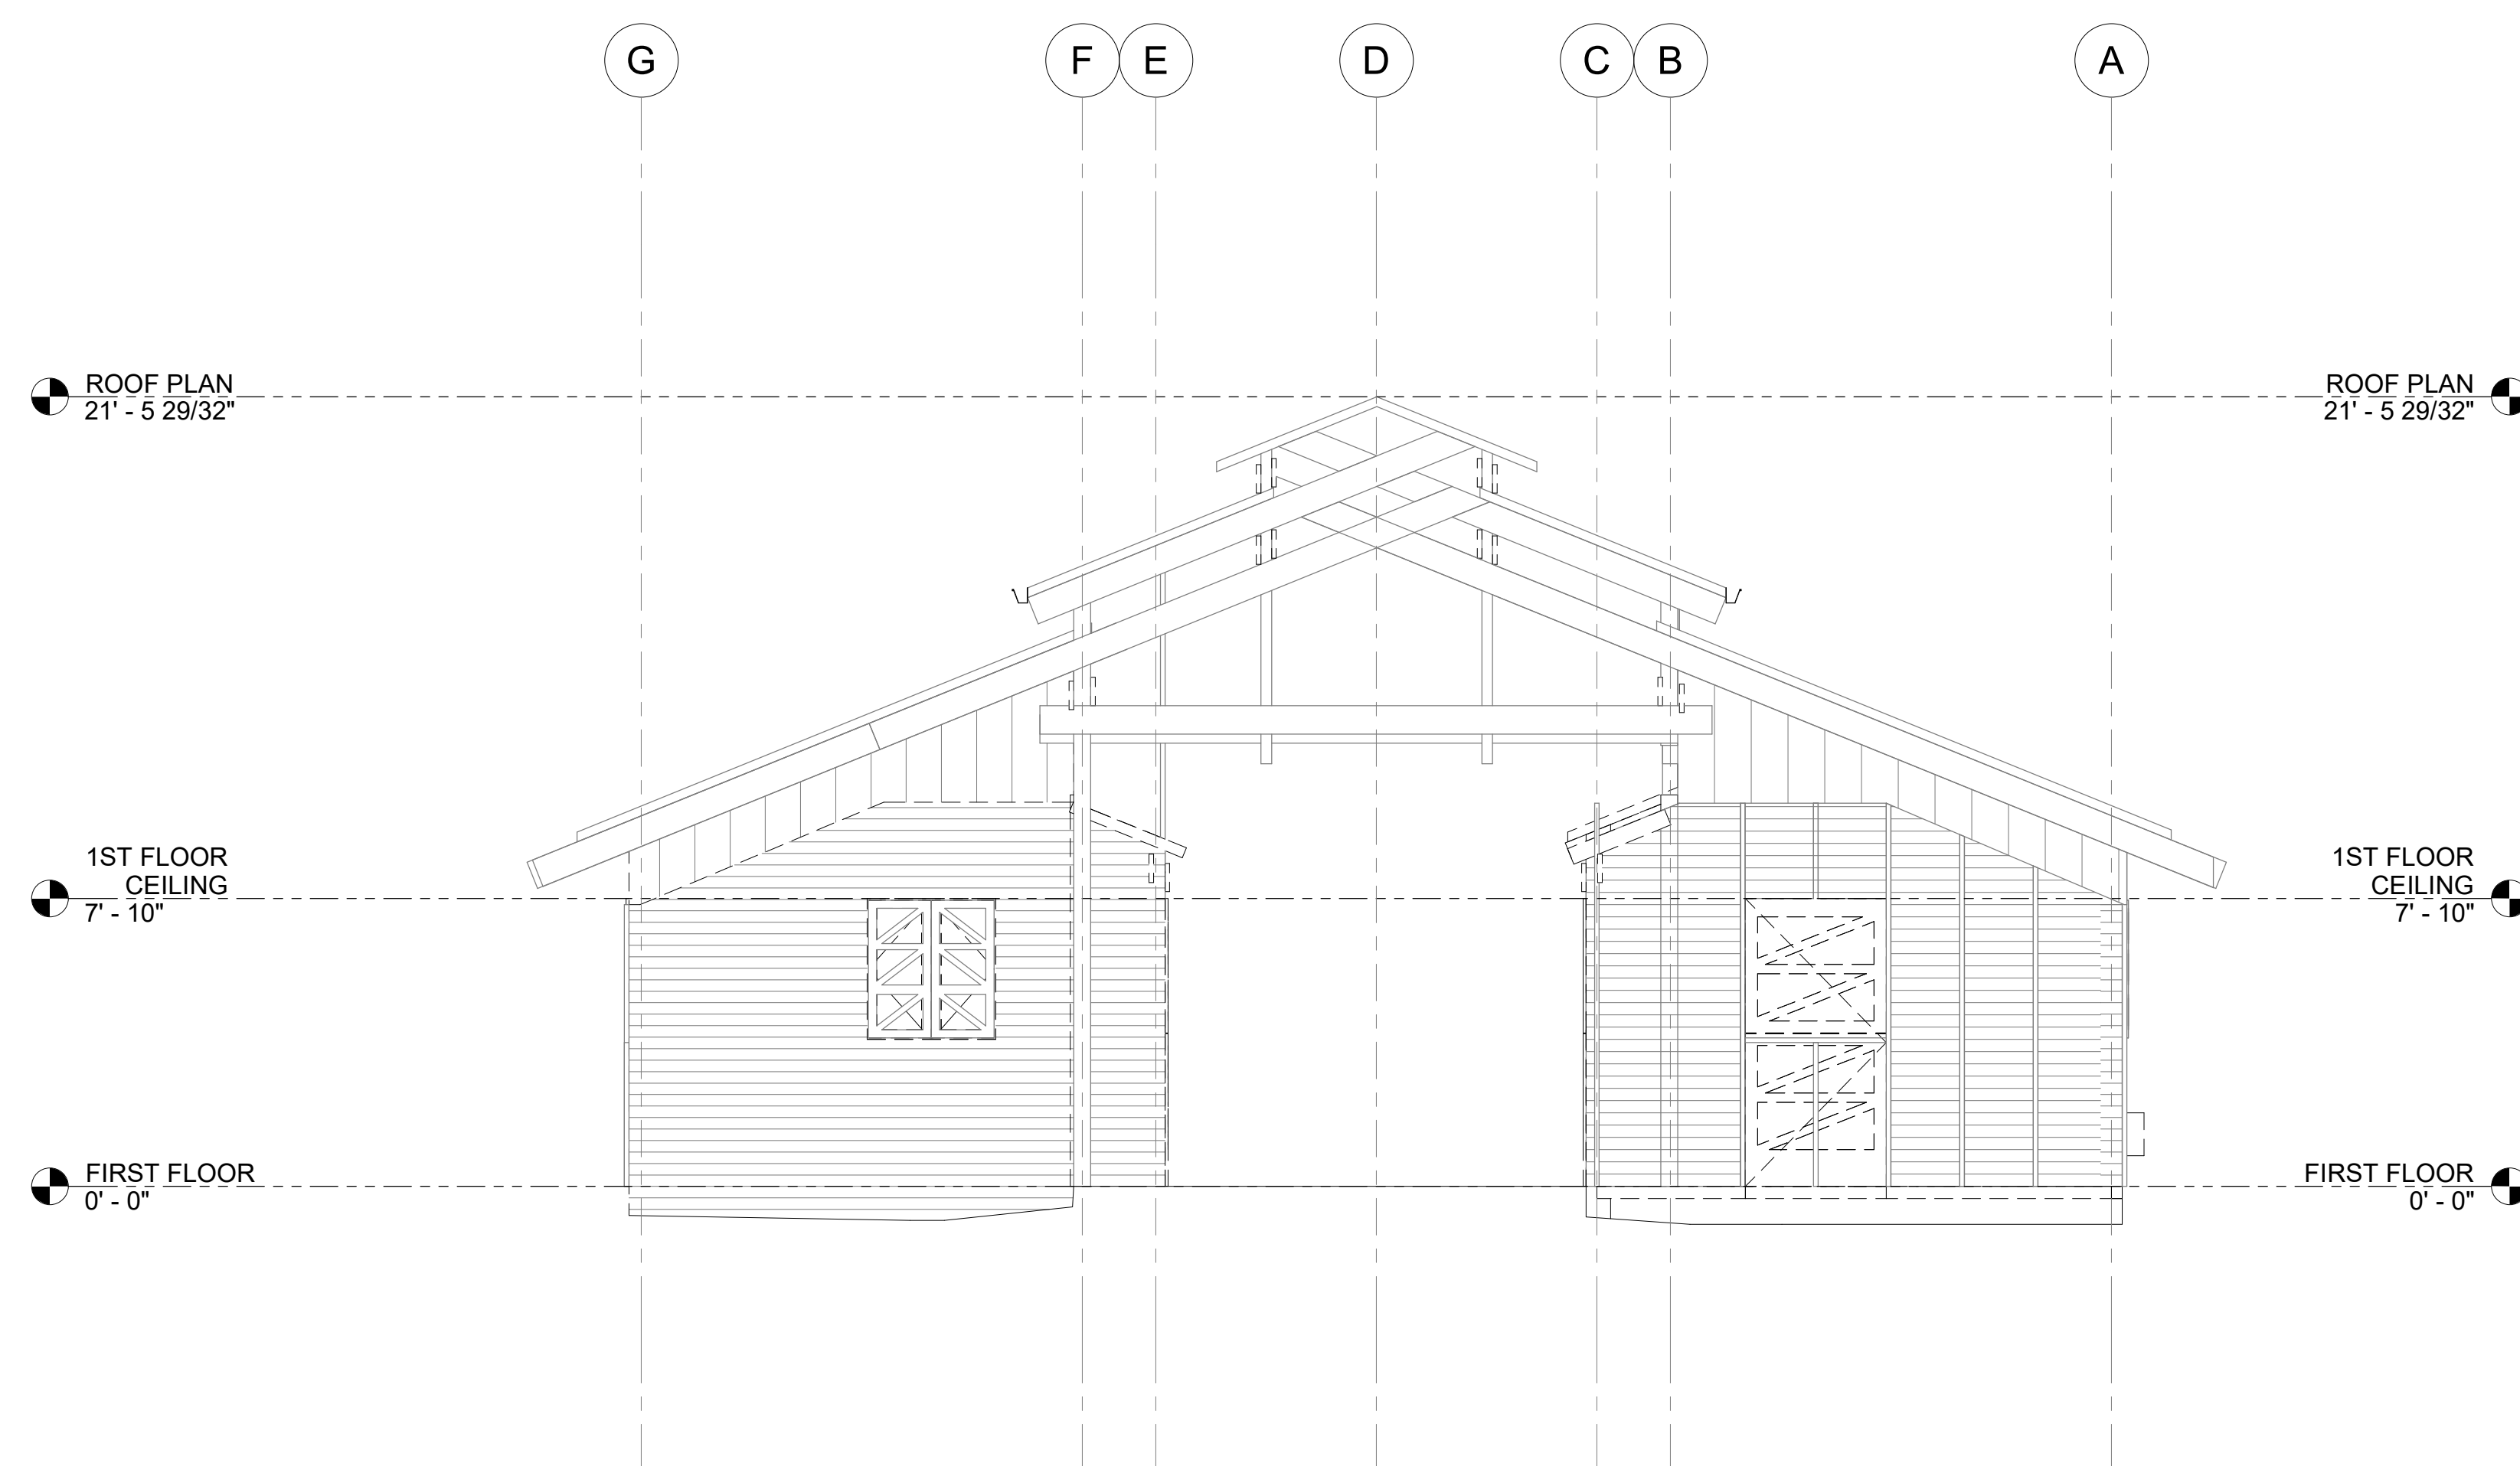 G F E D C B A
ROOF PLAN
21' - 5 29/32"
ROOF PLAN
21' - 5 29/32"
1ST FLOOR
CEILING
7' - 10"
1ST FLOOR
CEILING
7' - 10"
FIRST FLOOR
0' - 0"
FIRST FLOOR
0' - 0"